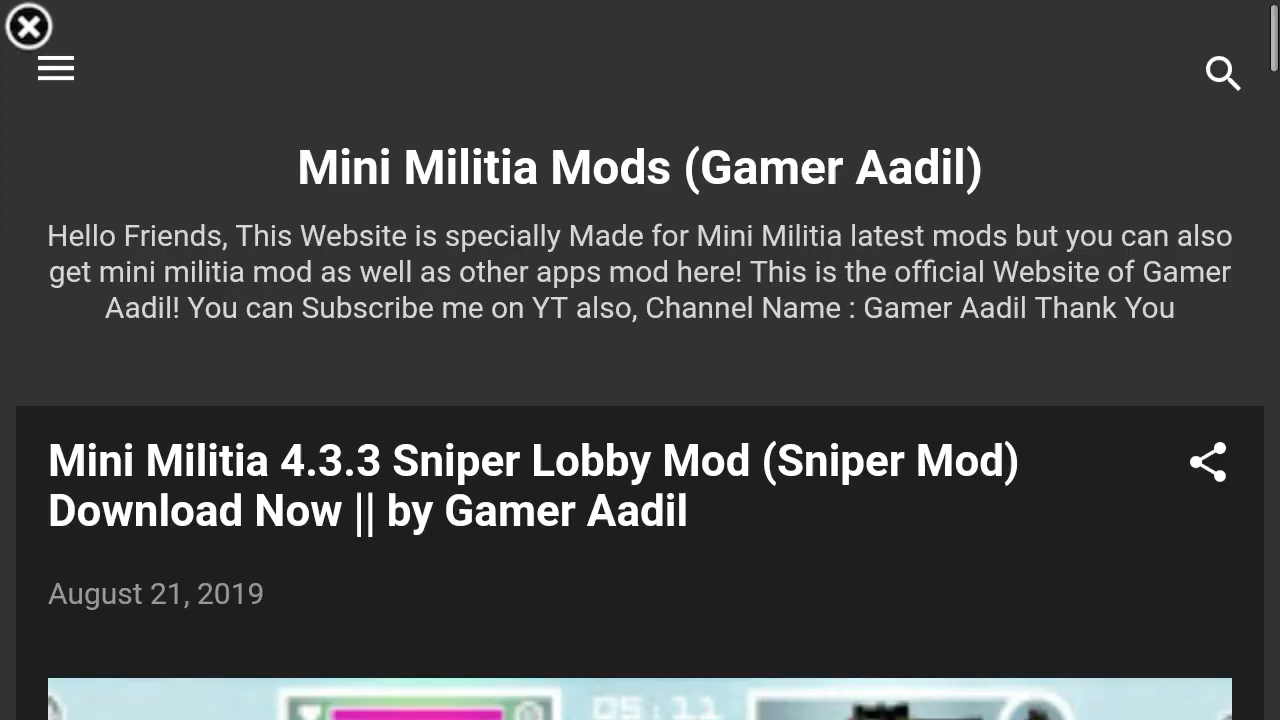 Mini Militia Mods (Gamer Aadil)
Hello Friends, This Website is specially Made for Mini Militia latest mods but you can also
get mini militia mod as well as other apps mod here! This is the official Website of Gamer
Aadil! You can Subscribe me on YT also, Channel Name : Gamer Aadil Thank You
Mini Militia 4.3.3 Sniper Lobby Mod (Sniper Mod)
Download Now || by Gamer Aadil
August 21, 2019
05:11